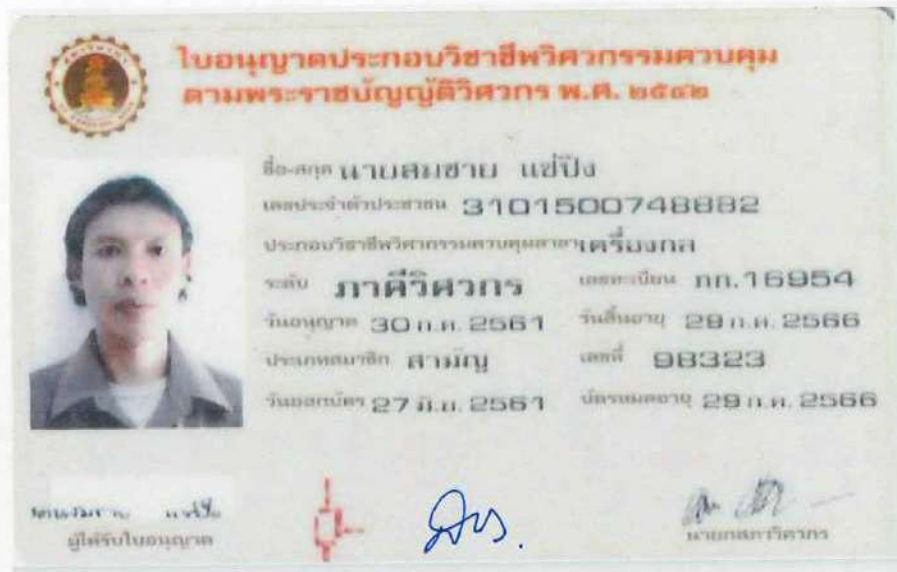 ใบอนุญาตประกอบวิชาชีพวิศวกรรมควบคุม
ตามพระราชบัญญัติวิศวกร พ.ศ. ๒๕๔๒
ชื่อ-สกุล นายสมชาย แซ่ปึง
เลขประจำตัวประชาชน 3101500748882
ประกอบวิชาชีพวิศวกรรมควบคุมสาขา เครื่องกล
ระดับ ภาคีวิศวกร เลขทะเบียน ภก.16954
วันอนุญาต 30 ก.ค. 2561 วันสิ้นอายุ 29 ก.ค. 2566
ประเภทสมาชิก สามัญ เลขที่ 98323
วันออกบัตร 27 มิ.ย. 2561 บัตรหมดอายุ 29 ก.ค. 2566
ผู้ได้รับใบอนุญาต นายกสภาวิศวกร